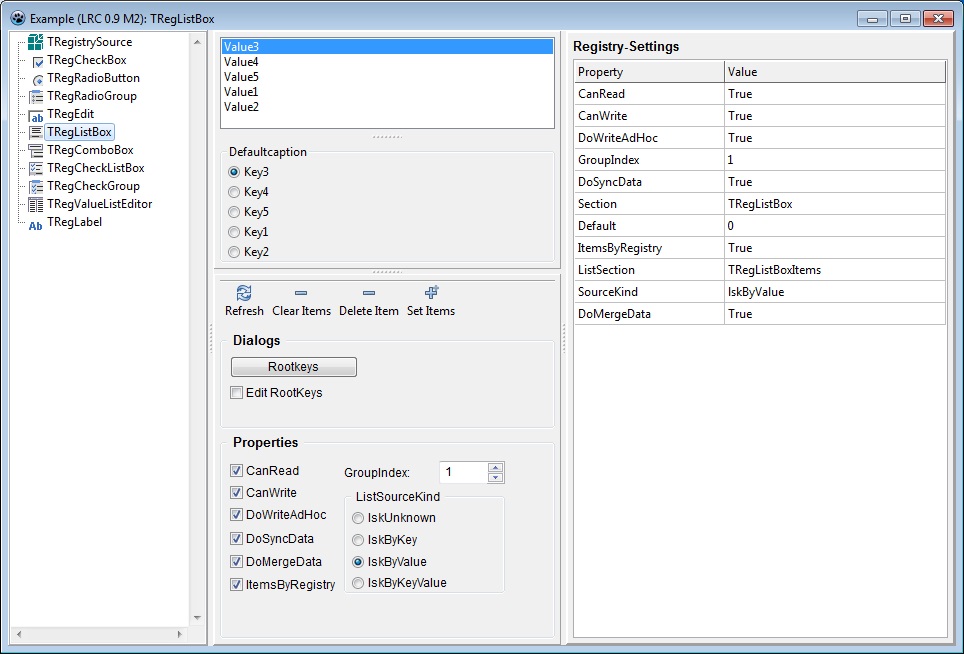 Example (LRC 0.9 M2): TRegListBox
TRegistrySource
TRegCheckBox
TRegRadioButton
TRegRadioGroup
TRegEdit
TRegListBox
TRegComboBox
TRegCheckListBox
TRegCheckGroup
TRegValueListEditor
TRegLabel
Value3
Value4
Value5
Value1
Value2
Defaultcaption
Key3
Key4
Key5
Key1
Key2
Refresh Clear Items Delete Item Set Items
Dialogs
Rootkeys
Edit RootKeys
Properties
CanRead
CanWrite
DoWriteAdHoc
DoSyncData
DoMergeData
ItemsByRegistry
GroupIndex: 1
ListSourceKind
lskUnknown
lskByKey
lskByValue
lskByKeyValue
Registry-Settings
Property Value
CanRead True
CanWrite True
DoWriteAdHoc True
GroupIndex 1
DoSyncData True
Section TRegListBox
Default 0
ItemsByRegistry True
ListSection TRegListBoxItems
SourceKind lskByValue
DoMergeData True